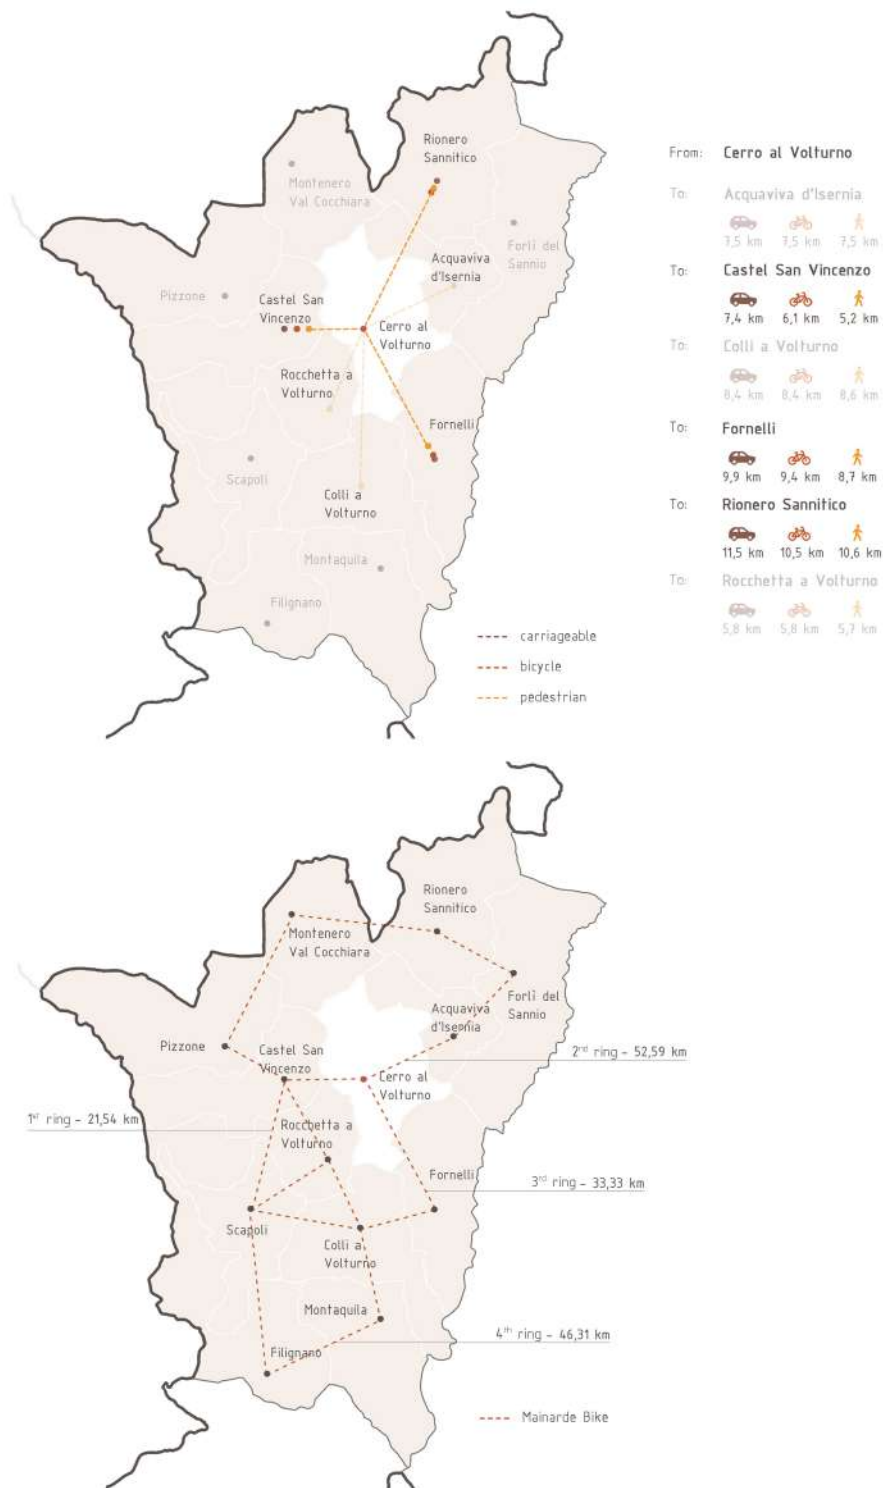 Rionero
Sannitico
Montenero
Val Cocchiara
Forlì del
Sannio
Acquaviva
d'Isernia
Pizzone
Castel San
Vincenzo
Cerro al
Volturno
Rocchetta a
Volturno
Fornelli
Scapoli
Colli a
Volturno
Montaquila
Filignano
carriageable
bicycle
pedestrian
From: Cerro al Volturno
To: Acquaviva d'Isernia
7,5 km 7,5 km 7,5 km
To: Castel San Vincenzo
7,4 km 6,1 km 5,2 km
To: Colli a Volturno
8,4 km 8,4 km 8,6 km
To: Fornelli
9,9 km 9,4 km 8,7 km
To: Rionero Sannitico
11,5 km 10,5 km 10,6 km
To: Rocchetta a Volturno
5,8 km 5,8 km 5,7 km
Rionero
Sannitico
Montenero
Val Cocchiara
Forlì del
Sannio
Acquaviva
d'Isernia
Pizzone
Castel San
Vincenzo
2nd ring - 52,59 km
Cerro al
Volturno
1st ring - 21,54 km
Rocchetta a
Volturno
Fornelli
3rd ring - 33,33 km
Scapoli
Colli a
Volturno
Montaquila
4th ring - 46,31 km
Filignano
Mainarde Bike